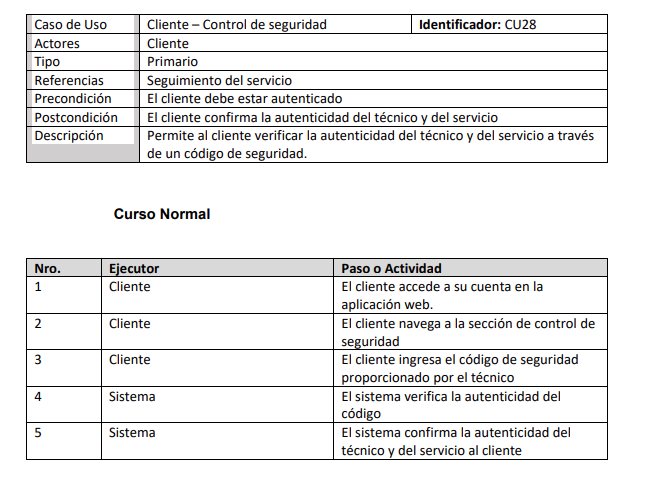 Caso de Uso Cliente – Control de seguridad Identificador: CU28
Actores Cliente
Tipo Primario
Referencias Seguimiento del servicio
Precondición El cliente debe estar autenticado
Postcondición El cliente confirma la autenticidad del técnico y del servicio
Descripción Permite al cliente verificar la autenticidad del técnico y del servicio a través
de un código de seguridad.
Curso Normal
Nro. Ejecutor Paso o Actividad
1 Cliente El cliente accede a su cuenta en la
aplicación web.
2 Cliente El cliente navega a la sección de control de
seguridad
3 Cliente El cliente ingresa el código de seguridad
proporcionado por el técnico
4 Sistema El sistema verifica la autenticidad del
código
5 Sistema El sistema confirma la autenticidad del
técnico y del servicio al cliente